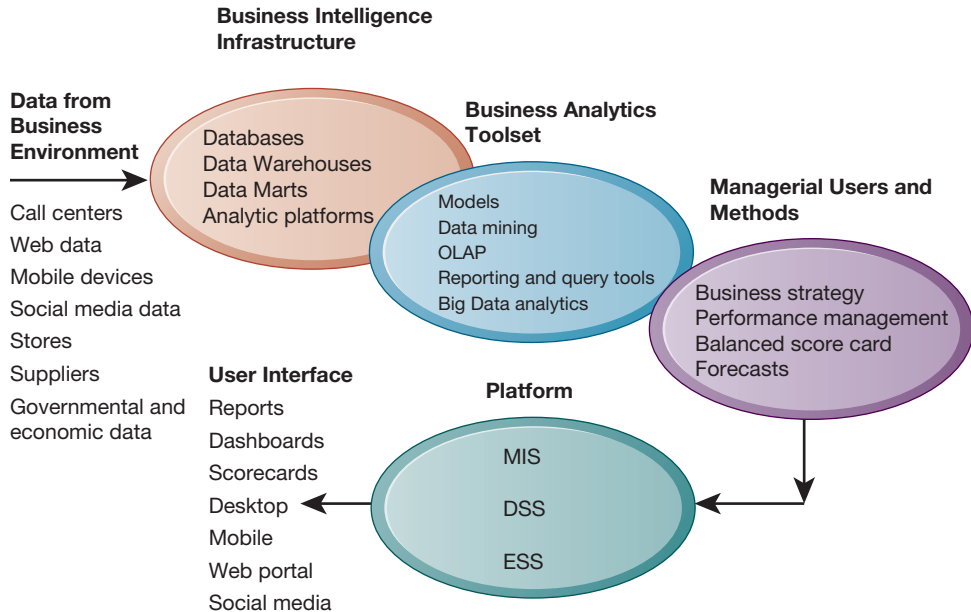 Business Intelligence
Infrastructure
Data from
Business
Environment
Call centers
Web data
Mobile devices
Social media data
Stores
Suppliers
Governmental and
economic data
Databases
Data Warehouses
Data Marts
Analytic platforms
Business Analytics
Toolset
Models
Data mining
OLAP
Reporting and query tools
Big Data analytics
Managerial Users and
Methods
Business strategy
Performance management
Balanced score card
Forecasts
Platform
MIS
DSS
ESS
User Interface
Reports
Dashboards
Scorecards
Desktop
Mobile
Web portal
Social media